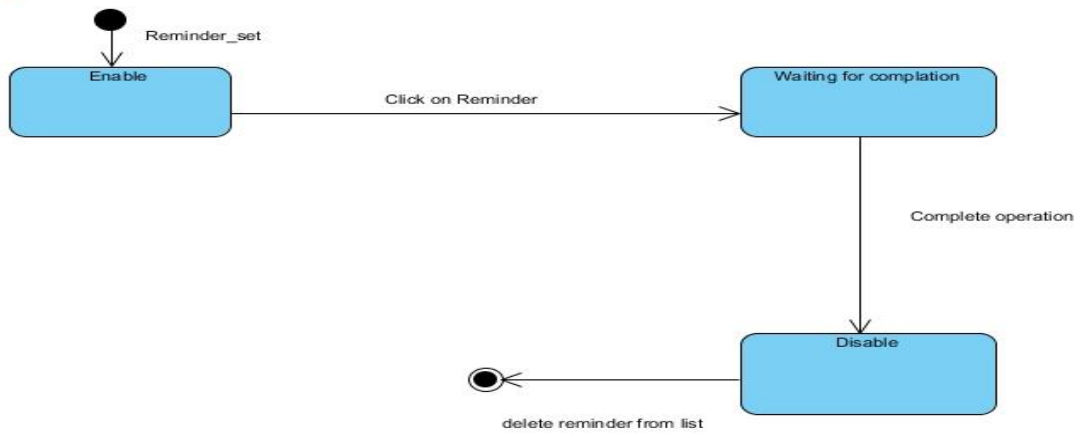 Reminder_set
Enable
Click on Reminder
Waiting for complation
Complete operation
Disable
delete reminder from list